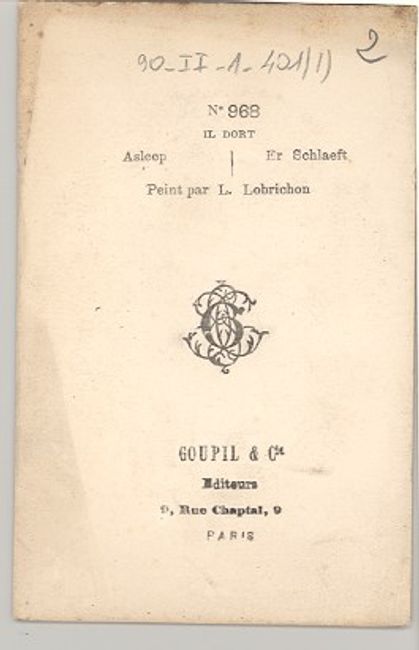 90-II-1-421/1)
2
N° 968
IL DORT
Asleep | Er Schlaeft
Peint par L. Lobrichon
GOUPIL & Cie
Editeurs
9, Rue Chaptal, 9
PARIS